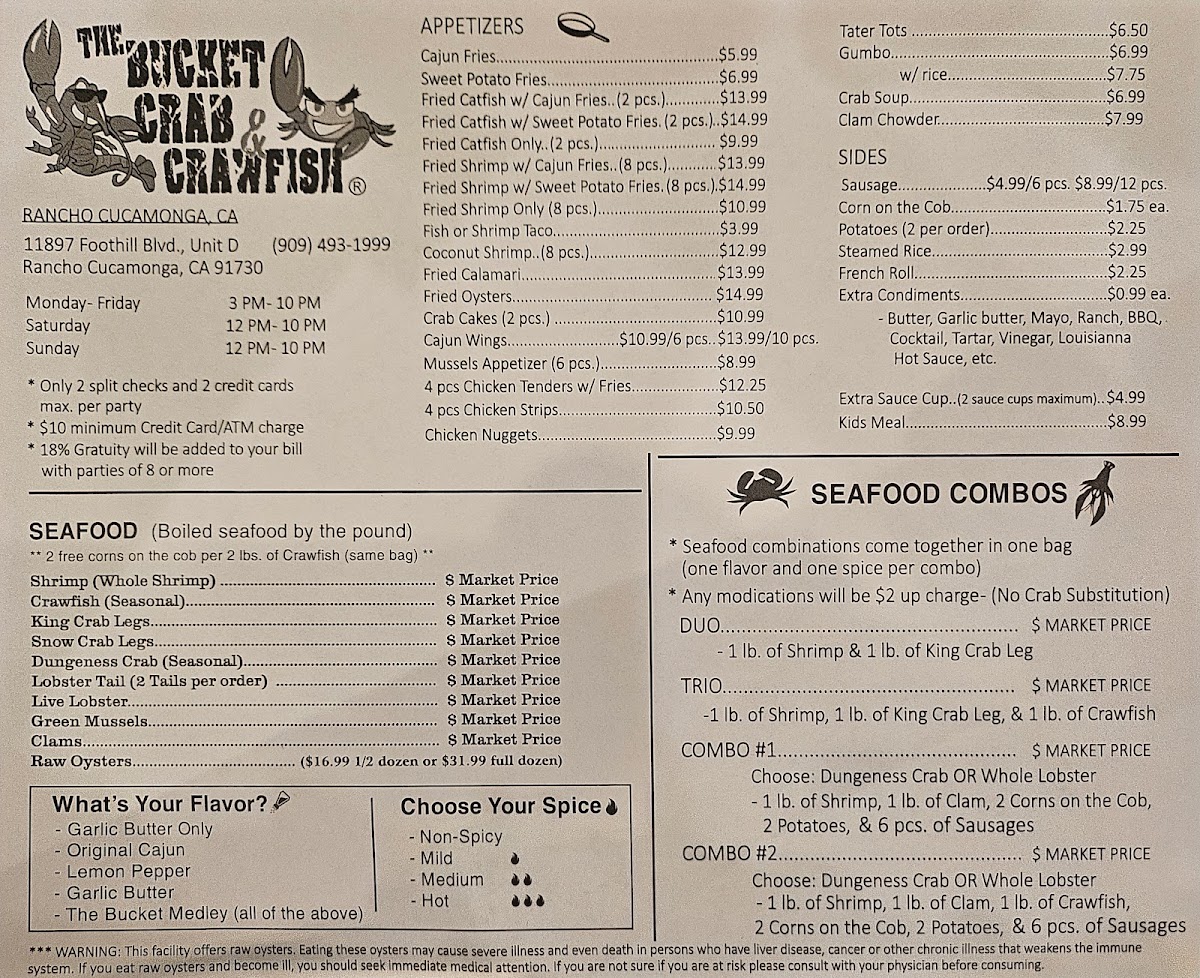 THE BUCKET
CRAB &
CRAWFISH®
RANCHO CUCAMONGA, CA
11897 Foothill Blvd., Unit D (909) 493-1999
Rancho Cucamonga, CA 91730
Monday- Friday 3 PM- 10 PM
Saturday 12 PM- 10 PM
Sunday 12 PM- 10 PM
* Only 2 split checks and 2 credit cards
max. per party
* $10 minimum Credit Card/ATM charge
* 18% Gratuity will be added to your bill
with parties of 8 or more
APPETIZERS
Cajun Fries...$5.99
Sweet Potato Fries...$6.99
Fried Catfish w/ Cajun Fries..(2 pcs.)...$13.99
Fried Catfish w/ Sweet Potato Fries. (2 pcs.)..$14.99
Fried Catfish Only..(2 pcs.)...$9.99
Fried Shrimp w/ Cajun Fries..(8 pcs.)...$13.99
Fried Shrimp w/ Sweet Potato Fries. (8 pcs.).$14.99
Fried Shrimp Only (8 pcs.)...$10.99
Fish or Shrimp Taco...$3.99
Coconut Shrimp..(8 pcs.)...$12.99
Fried Calamari...$13.99
Fried Oysters...$14.99
Crab Cakes (2 pcs.) ...$10.99
Cajun Wings...$10.99/6 pcs..$13.99/10 pcs.
Mussels Appetizer (6 pcs.)...$8.99
4 pcs Chicken Tenders w/ Fries...$12.25
4 pcs Chicken Strips...$10.50
Chicken Nuggets...$9.99
Tater Tots ...$6.50
Gumbo...$6.99
w/ rice...$7.75
Crab Soup...$6.99
Clam Chowder...$7.99
SIDES
Sausage...$4.99/6 pcs. $8.99/12 pcs.
Corn on the Cob...$1.75 ea.
Potatoes (2 per order)...$2.25
Steamed Rice...$2.99
French Roll...$2.25
Extra Condiments...$0.99 ea.
- Butter, Garlic butter, Mayo, Ranch, BBQ,
Cocktail, Tartar, Vinegar, Louisianna
Hot Sauce, etc.
Extra Sauce Cup..(2 sauce cups maximum)..$4.99
Kids Meal...$8.99
SEAFOOD (Boiled seafood by the pound)
** 2 free corns on the cob per 2 lbs. of Crawfish (same bag) **
Shrimp (Whole Shrimp) ... $ Market Price
Crawfish (Seasonal)... $ Market Price
King Crab Legs... $ Market Price
Snow Crab Legs... $ Market Price
Dungeness Crab (Seasonal)... $ Market Price
Lobster Tail (2 Tails per order) ... $ Market Price
Live Lobster... $ Market Price
Green Mussels... $ Market Price
Clams... $ Market Price
Raw Oysters... ($16.99 1/2 dozen or $31.99 full dozen)
What's Your Flavor?
- Garlic Butter Only
- Original Cajun
- Lemon Pepper
- Garlic Butter
- The Bucket Medley (all of the above)
Choose Your Spice
- Non-Spicy
- Mild
- Medium
- Hot
SEAFOOD COMBOS
* Seafood combinations come together in one bag
(one flavor and one spice per combo)
* Any modications will be $2 up charge- (No Crab Substitution)
DUO... $ MARKET PRICE
- 1 lb. of Shrimp & 1 lb. of King Crab Leg
TRIO... $ MARKET PRICE
-1 lb. of Shrimp, 1 lb. of King Crab Leg, & 1 lb. of Crawfish
COMBO #1... $ MARKET PRICE
Choose: Dungeness Crab OR Whole Lobster
- 1 lb. of Shrimp, 1 lb. of Clam, 2 Corns on the Cob,
2 Potatoes, & 6 pcs. of Sausages
COMBO #2... $ MARKET PRICE
Choose: Dungeness Crab OR Whole Lobster
- 1 lb. of Shrimp, 1 lb. of Clam, 1 lb. of Crawfish,
2 Corns on the Cob, 2 Potatoes, & 6 pcs. of Sausages
*** WARNING: This facility offers raw oysters. Eating these oysters may cause severe illness and even death in persons who have liver disease, cancer or other chronic illness that weakens the immune
system. If you eat raw oysters and become ill, you should seek immediate medical attention. If you are not sure if you are at risk please consult with your physician before consuming.